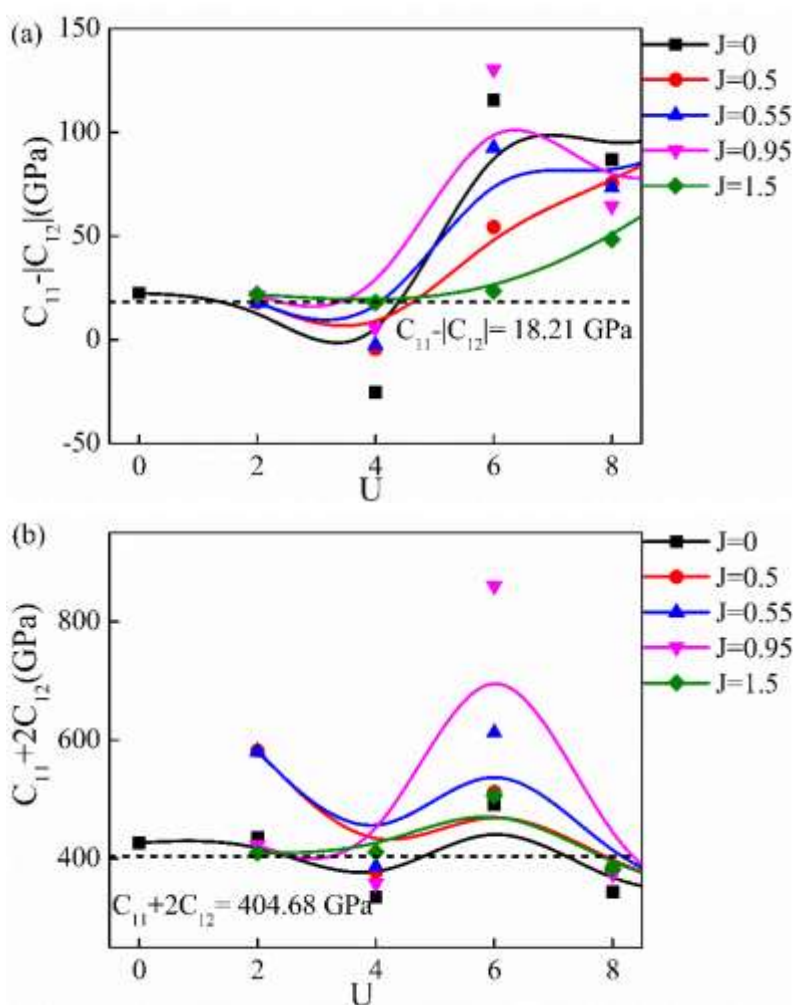 (a)
150
100
50
0
-50
C11-|C12|(GPa)
0 2 4 6 8
U
C11-|C12|= 18.21 GPa
J=0
J=0.5
J=0.55
J=0.95
J=1.5
(b)
800
600
400
C11+2C12(GPa)
C11+2C12= 404.68 GPa
0 2 4 6 8
U
J=0
J=0.5
J=0.55
J=0.95
J=1.5